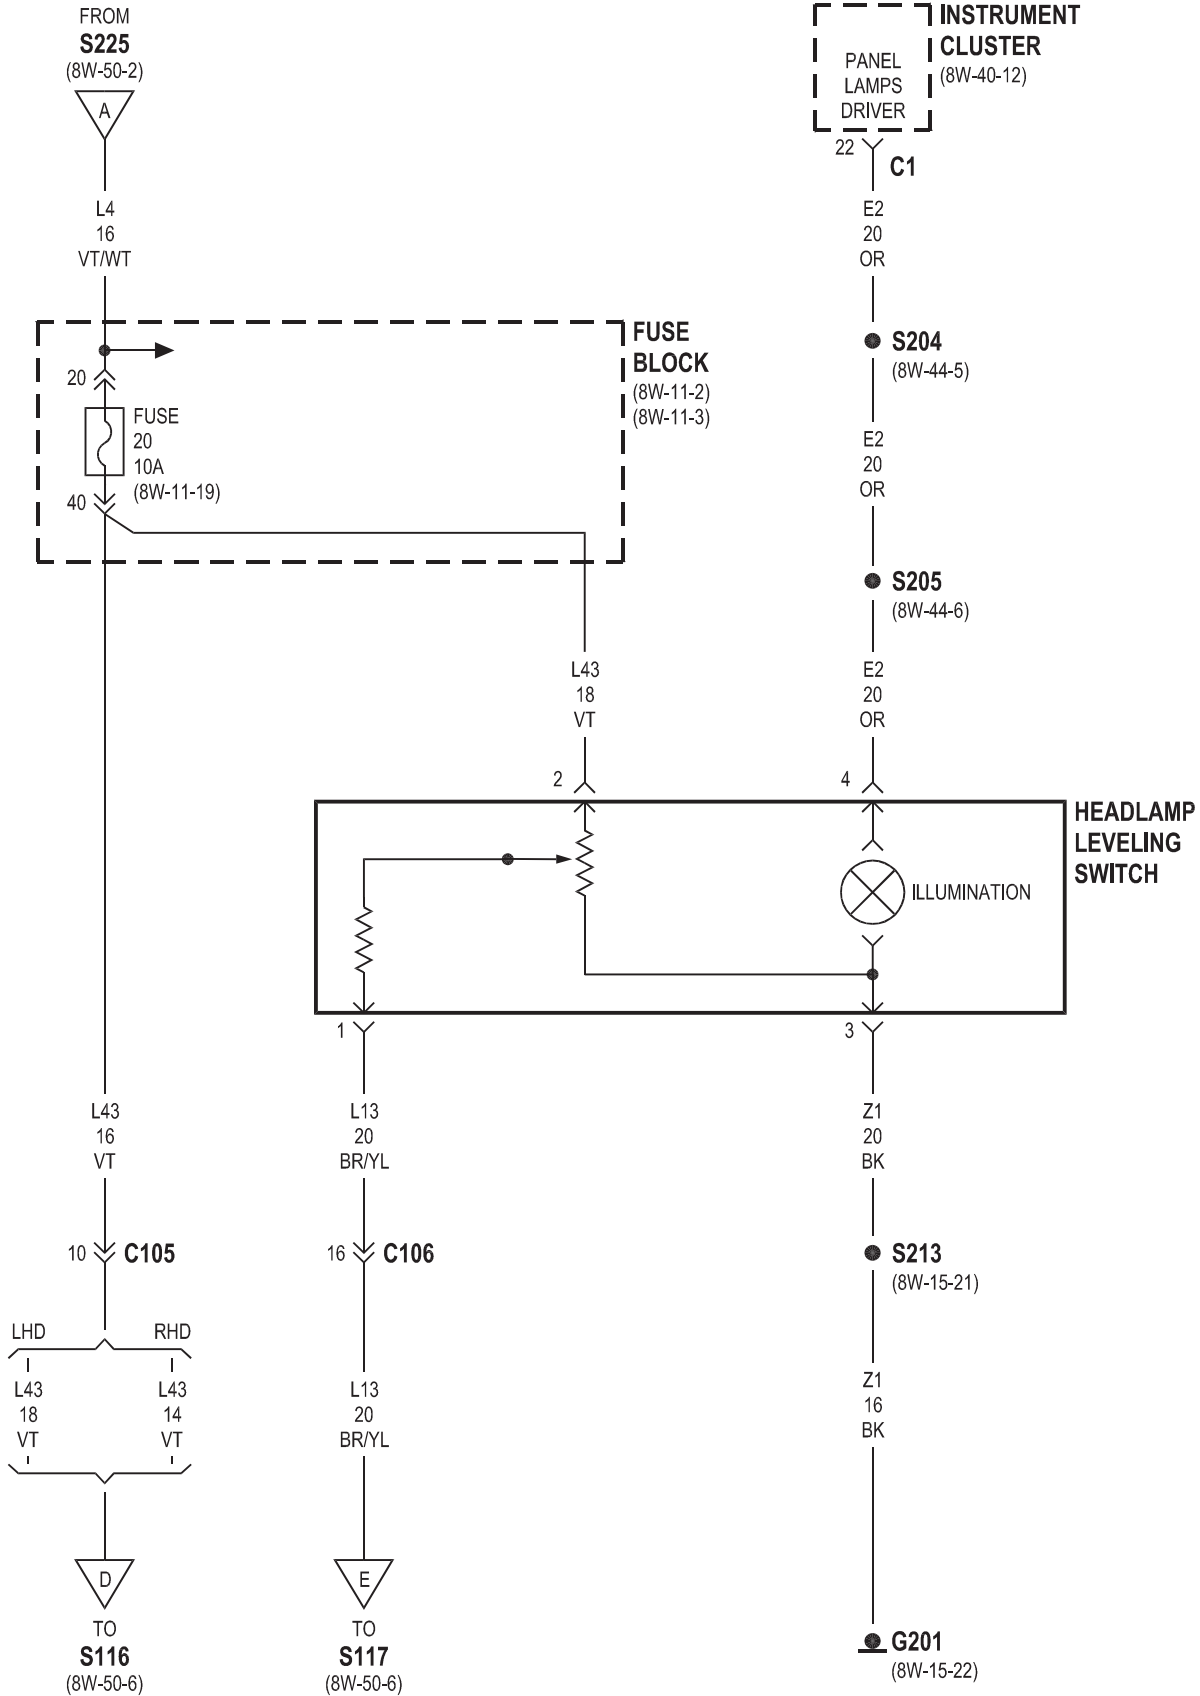 FROM
S225
(8W-50-2)
A
L4
16
VT/WT
INSTRUMENT
CLUSTER
(8W-40-12)
PANEL
LAMPS
DRIVER
22
C1
E2
20
OR
S204
(8W-44-5)
E2
20
OR
S205
(8W-44-6)
E2
20
OR
FUSE
BLOCK
(8W-11-2)
(8W-11-3)
20
FUSE
20
10A
(8W-11-19)
40
L43
18
VT
2
4
HEADLAMP
LEVELING
SWITCH
ILLUMINATION
1
3
L43
16
VT
L13
20
BR/YL
Z1
20
BK
10
C105
16
C106
S213
(8W-15-21)
LHD
RHD
L43
18
VT
L43
14
VT
L13
20
BR/YL
Z1
16
BK
D
TO
S116
(8W-50-6)
E
TO
S117
(8W-50-6)
G201
(8W-15-22)